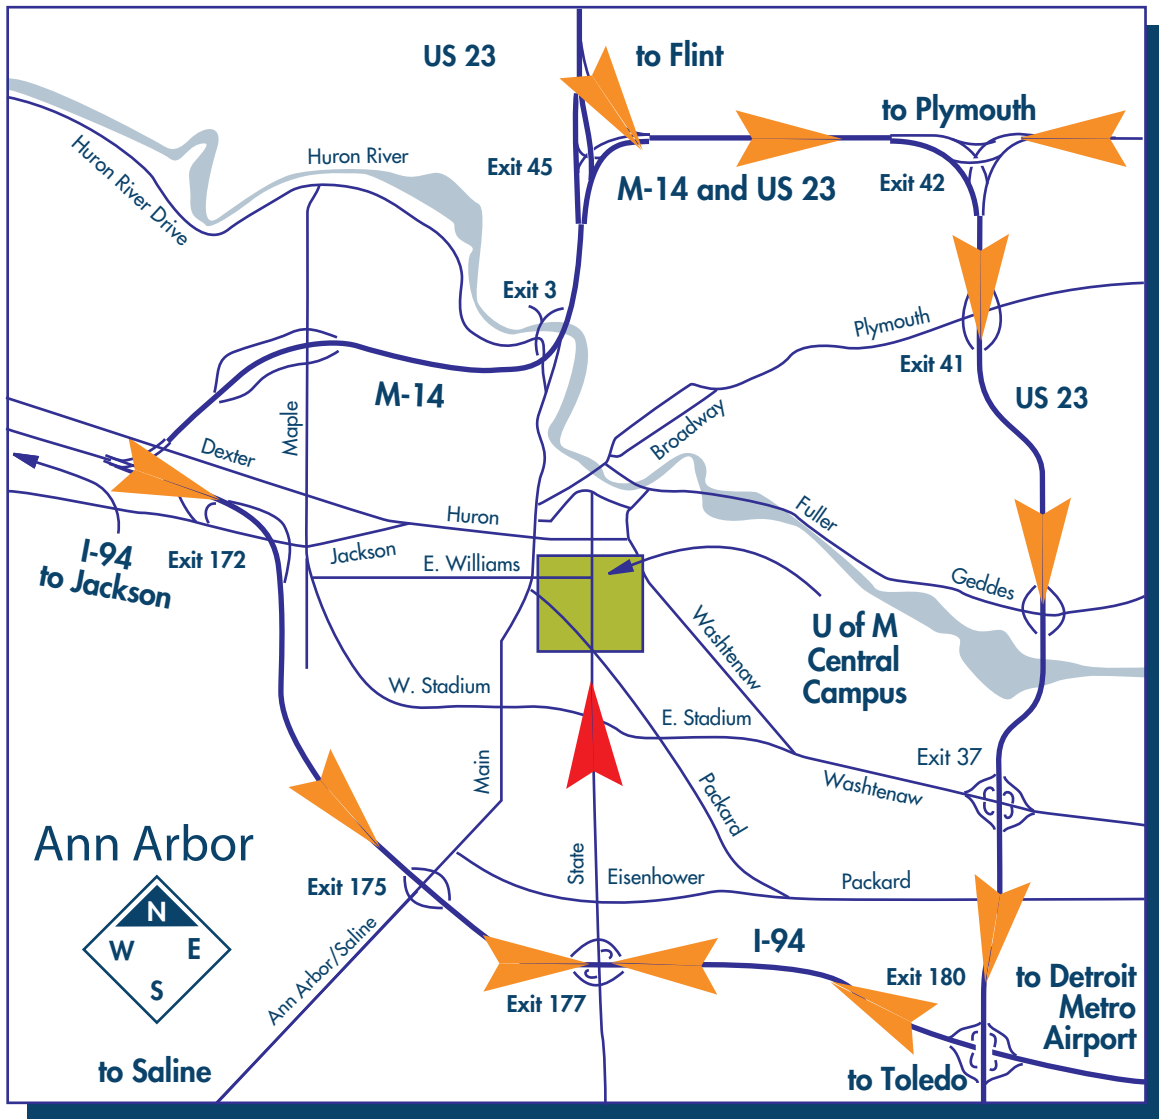 US 23
to Flint
to Plymouth
Huron River
Exit 45
M-14 and US 23
Exit 42
Huron River Drive
Exit 3
Plymouth
Exit 41
M-14
US 23
Maple
Broadway
Dexter
Huron
Fuller
I-94
to Jackson
Exit 172
Jackson
E. Williams
Geddes
U of M
Central
Campus
Washtenaw
W. Stadium
E. Stadium
Main
Exit 37
Washtenaw
Packard
Ann Arbor
State
Exit 175
Eisenhower
Packard
N
W
E
S
Ann Arbor/Saline
I-94
Exit 177
Exit 180
to Detroit
Metro
Airport
to Saline
to Toledo